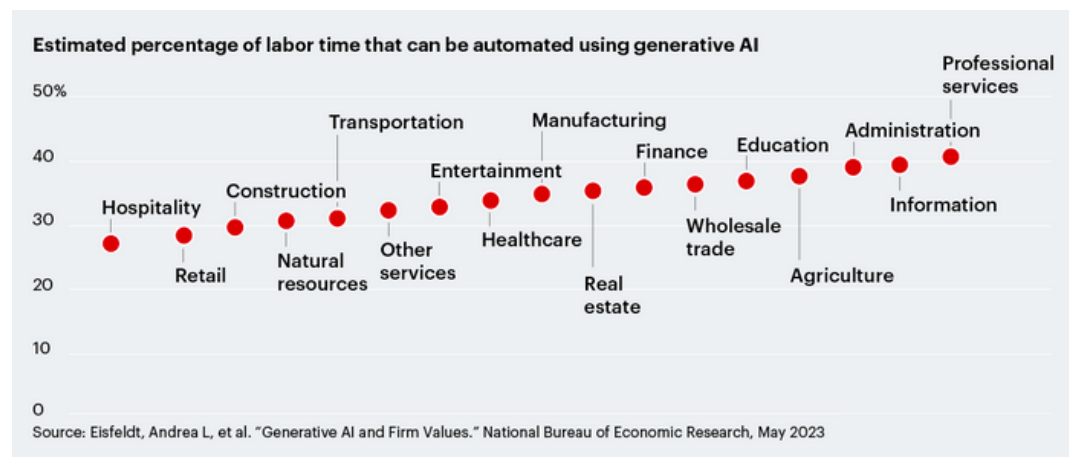 Estimated percentage of labor time that can be automated using generative AI
Professional
services
50%
Transportation
Manufacturing
Administration
Education
Finance
40
Entertainment
Construction
Hospitality
Information
30
Wholesale
trade
Healthcare
Other
services
Natural
resources
Retail
Agriculture
20
Real
estate
10
0
Source: Eisfeldt, Andrea L, et al. “Generative AI and Firm Values.” National Bureau of Economic Research, May 2023